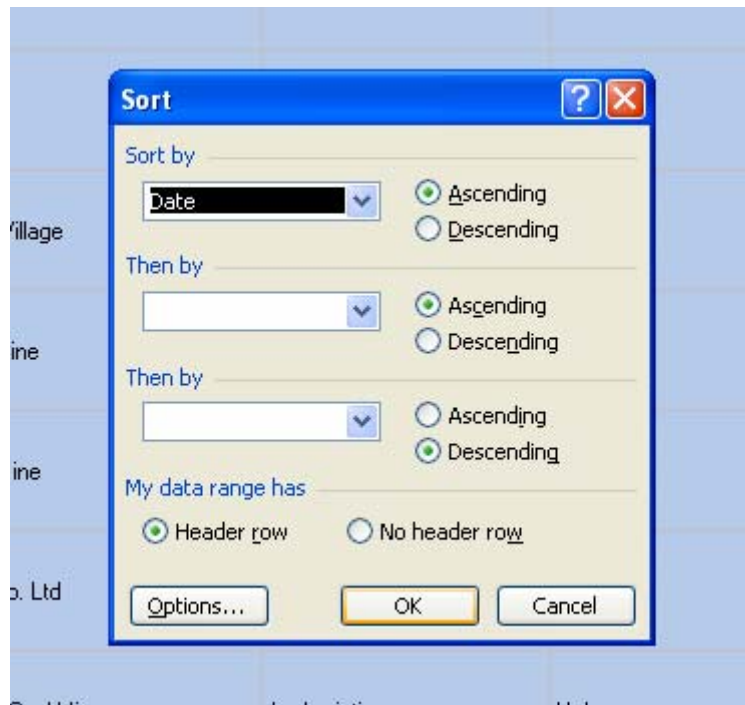 Sort
Sort by
Date
Ascending
Descending
Then by
Ascending
Descending
Then by
Ascending
Descending
My data range has
Header row
No header row
Options...
OK
Cancel
Village
ine
ine
o. Ltd